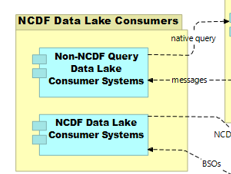 NCDF Data Lake Consumers
native query
Non-NCDF Query
Data Lake
Consumer Systems
messages
NCDF Data Lake
Consumer Systems
NCD
BSOs